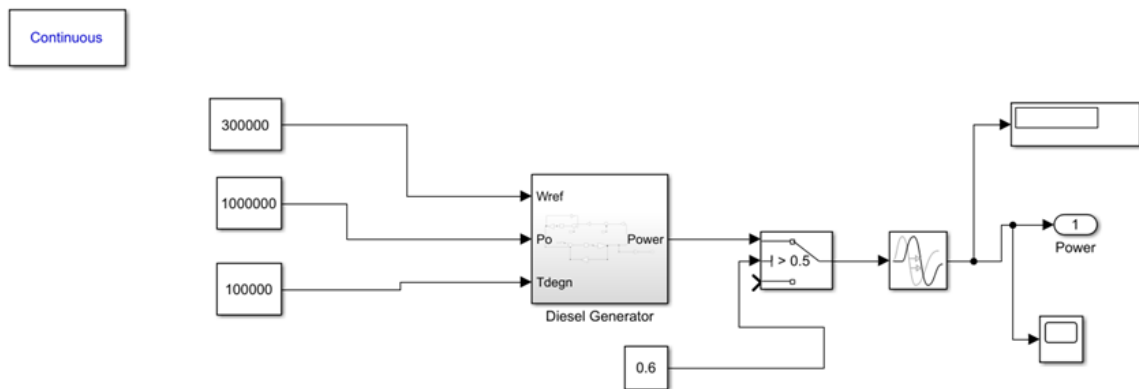 Continuous
300000
1000000
100000
Wref
Po
Tdegn
Power
Diesel Generator
> 0.5
0.6
1
Power